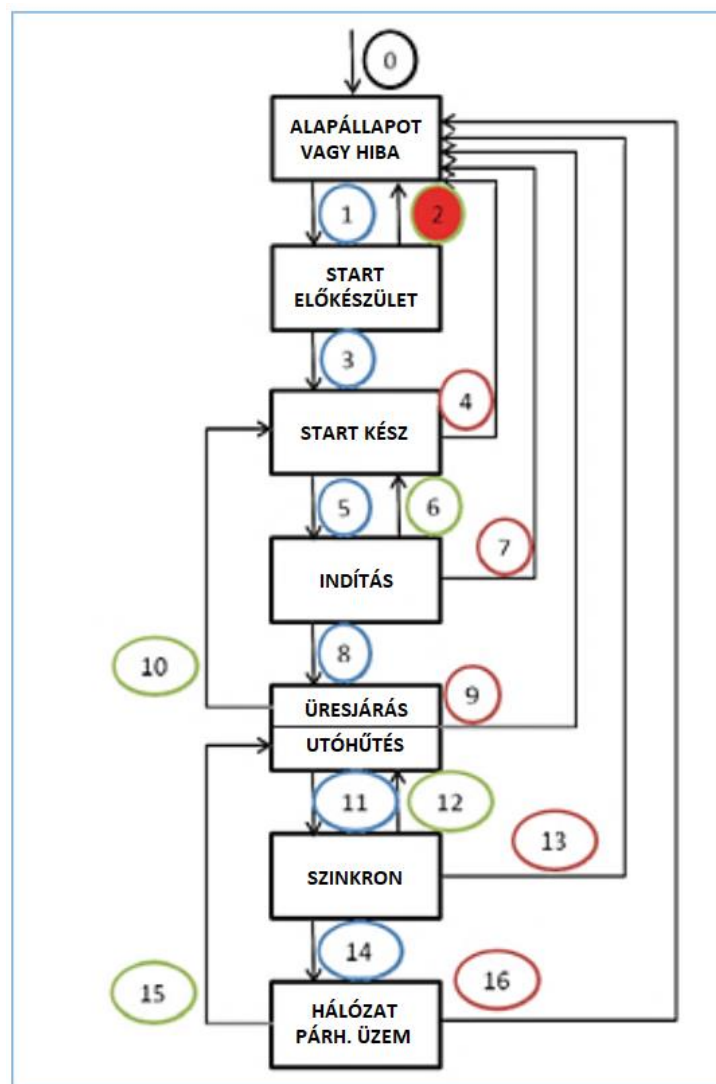 0
ALAPÁLLAPOT
VAGY HIBA
1
2
START
ELŐKÉSZÜLET
3
4
START KÉSZ
5
6
7
INDÍTÁS
8
10
9
ÜRESJÁRÁS
UTÓHŰTÉS
11
12
13
SZINKRON
14
15
16
HÁLÓZAT
PÁRH. ÜZEM